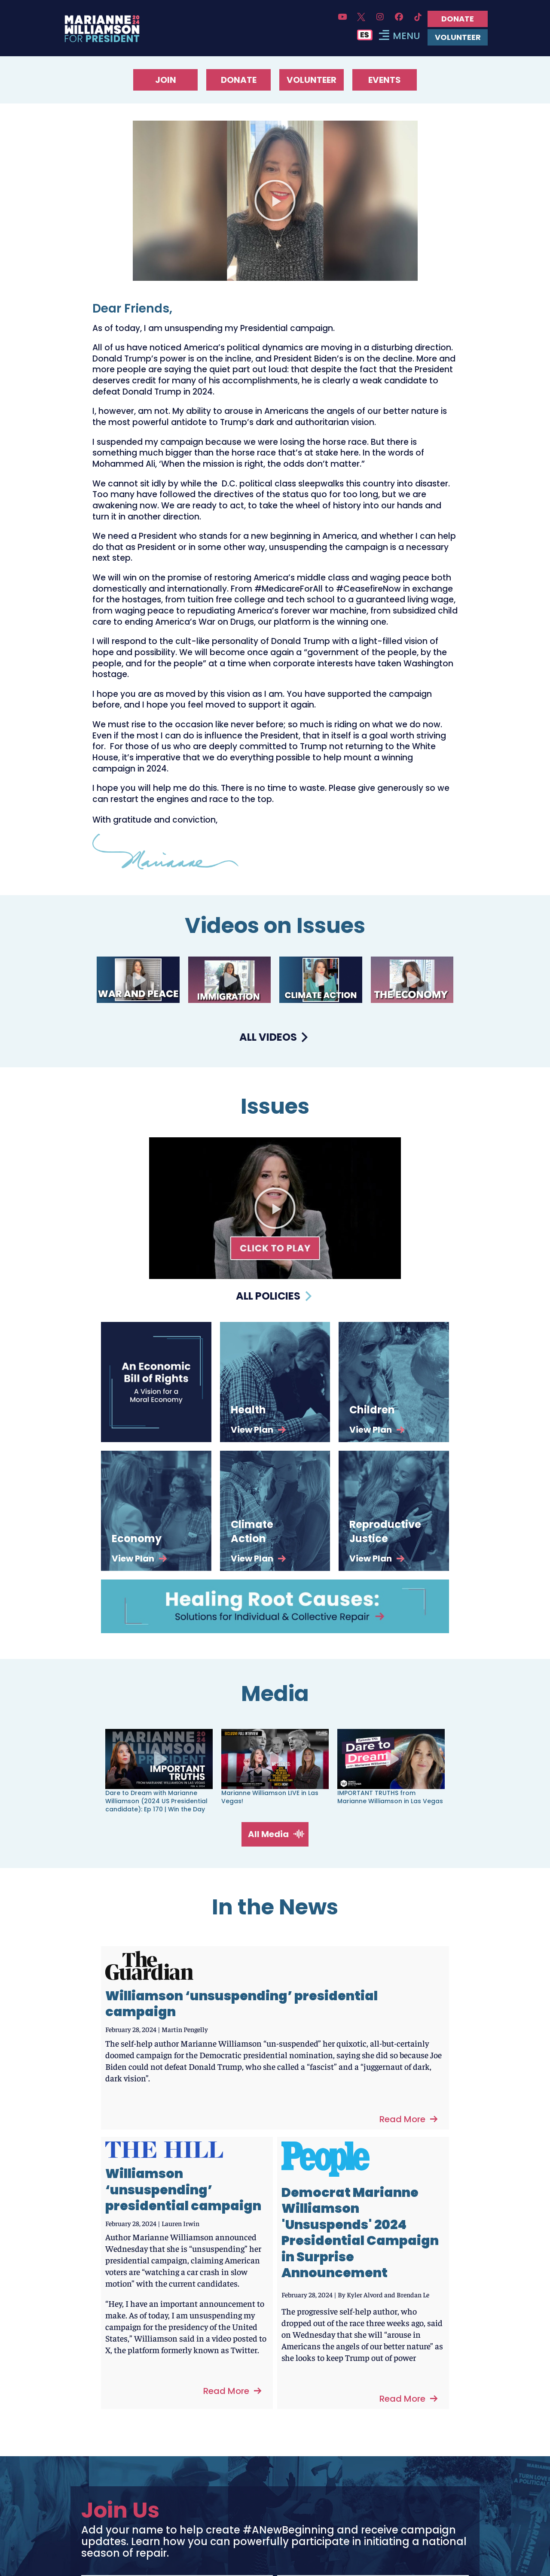 MARIANNE 2024
WILLIAMSON
FOR PRESIDENT
DONATE
ES
MENU
VOLUNTEER
JOIN
DONATE
VOLUNTEER
EVENTS
Dear Friends,
As of today, I am unsuspending my Presidential campaign.
All of us have noticed America’s political dynamics are moving in a disturbing direction.
Donald Trump’s power is on the incline, and President Biden’s is on the decline. More and
more people are saying the quiet part out loud: that despite the fact that the President
deserves credit for many of his accomplishments, he is clearly a weak candidate to
defeat Donald Trump in 2024.
I, however, am not. My ability to arouse in Americans the angels of our better nature is
the most powerful antidote to Trump’s dark and authoritarian vision.
I suspended my campaign because we were losing the horse race. But there is
something much bigger than the horse race that’s at stake here. In the words of
Mohammed Ali, ‘When the mission is right, the odds don’t matter.”
We cannot sit idly by while the  D.C. political class sleepwalks this country into disaster.
Too many have followed the directives of the status quo for too long, but we are
awakening now. We are ready to act, to take the wheel of history into our hands and
turn it in another direction.
We need a President who stands for a new beginning in America, and whether I can help
do that as President or in some other way, unsuspending the campaign is a necessary
next step.
We will win on the promise of restoring America’s middle class and waging peace both
domestically and internationally. From #MedicareForAll to #CeasefireNow in exchange
for the hostages, from tuition free college and tech school to a guaranteed living wage,
from waging peace to repudiating America’s forever war machine, from subsidized child
care to ending America’s War on Drugs, our platform is the winning one.
I will respond to the cult-like personality of Donald Trump with a light-filled vision of
hope and possibility. We will become once again a “government of the people, by the
people, and for the people” at a time when corporate interests have taken Washington
hostage.
I hope you are as moved by this vision as I am. You have supported the campaign
before, and I hope you feel moved to support it again.
We must rise to the occasion like never before; so much is riding on what we do now.
Even if the most I can do is influence the President, that in itself is a goal worth striving
for.  For those of us who are deeply committed to Trump not returning to the White
House, it’s imperative that we do everything possible to help mount a winning
campaign in 2024.
I hope you will help me do this. There is no time to waste. Please give generously so we
can restart the engines and race to the top.
With gratitude and conviction,
Marianne
Videos on Issues
WAR AND PEACE
IMMIGRATION
CLIMATE ACTION
THE ECONOMY
ALL VIDEOS
Issues
CLICK TO PLAY
ALL POLICIES
An Economic
Bill of Rights
A Vision for a
Moral Economy
Health
View Plan
Children
View Plan
Economy
View Plan
Climate
Action
View Plan
Reproductive
Justice
View Plan
Healing Root Causes:
Solutions for Individual & Collective Repair
Media
IMPORTANT
TRUTHS
Dare to
Dream
Dare to Dream with Marianne
Williamson (2024 US Presidential
candidate): Ep 170 | Win the Day
Marianne Williamson LIVE in Las
Vegas!
IMPORTANT TRUTHS from
Marianne Williamson in Las Vegas
All Media
In the News
The
Guardian
Williamson ‘unsuspending’ presidential
campaign
February 28, 2024 | Martin Pengelly
The self-help author Marianne Williamson “un-suspended” her quixotic, all-but-certainly
doomed campaign for the Democratic presidential nomination, saying she did so because Joe
Biden could not defeat Donald Trump, who she called a “fascist” and a “juggernaut of dark,
dark vision”.
Read More
THE HILL
Williamson
‘unsuspending’
presidential campaign
February 28, 2024 | Lauren Irwin
Author Marianne Williamson announced
Wednesday that she is “unsuspending” her
presidential campaign, claiming American
voters are “watching a car crash in slow
motion” with the current candidates.
“Hey, I have an important announcement to
make. As of today, I am unsuspending my
campaign for the presidency of the United
States,” Williamson said in a video posted to
X, the platform formerly known as Twitter.
Read More
People
Democrat Marianne
Williamson
'Unsuspends' 2024
Presidential Campaign
in Surprise
Announcement
February 28, 2024 | By Kyler Alvord and Brendan Le
The progressive self-help author, who
dropped out of the race three weeks ago, said
on Wednesday that she will “arouse in
Americans the angels of our better nature” as
she looks to keep Trump out of power
Read More
Join Us
Add your name to help create #ANewBeginning and receive campaign
updates. Learn how you can powerfully participate in initiating a national
season of repair.